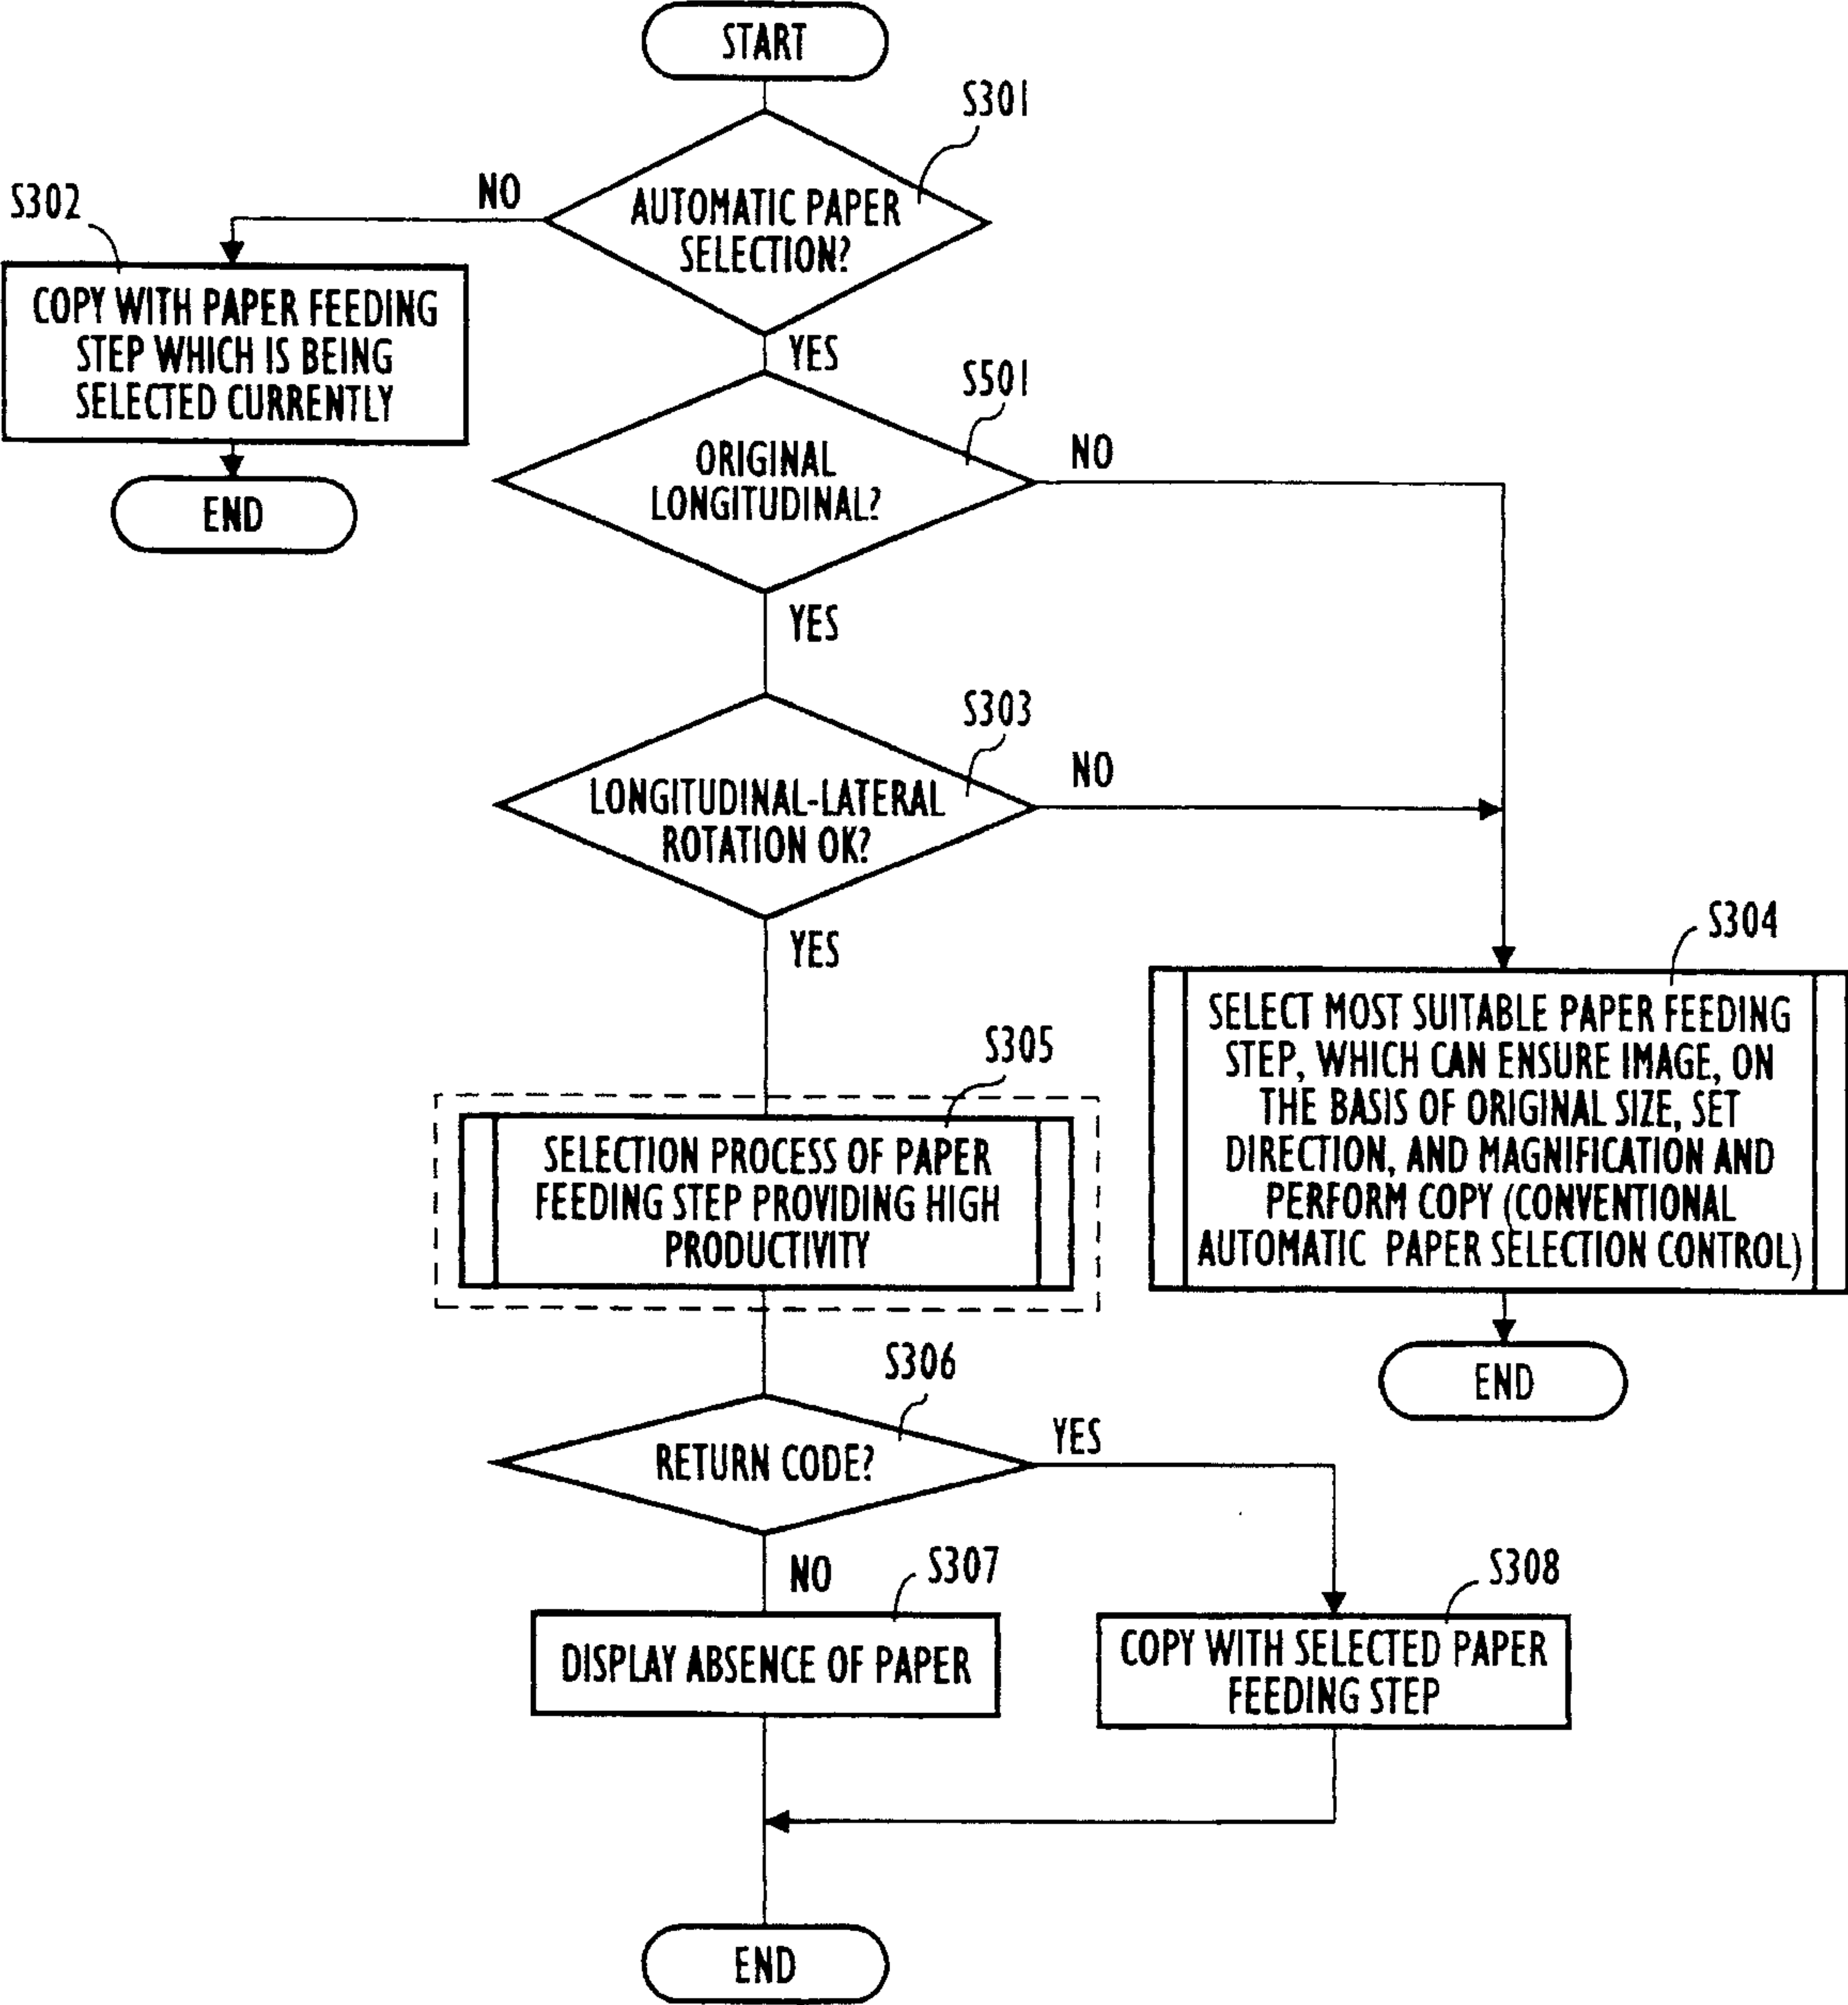 START
S301
AUTOMATIC PAPER
SELECTION?
NO
S302
COPY WITH PAPER FEEDING
STEP WHICH IS BEING
SELECTED CURRENTLY
END
YES
S501
ORIGINAL
LONGITUDINAL?
NO
YES
S303
LONGITUDINAL-LATERAL
ROTATION OK?
NO
YES
S304
SELECT MOST SUITABLE PAPER FEEDING
STEP, WHICH CAN ENSURE IMAGE, ON
THE BASIS OF ORIGINAL SIZE, SET
DIRECTION, AND MAGNIFICATION AND
PERFORM COPY (CONVENTIONAL
AUTOMATIC PAPER SELECTION CONTROL)
END
S305
SELECTION PROCESS OF PAPER
FEEDING STEP PROVIDING HIGH
PRODUCTIVITY
S306
RETURN CODE?
YES
NO
S307
DISPLAY ABSENCE OF PAPER
S308
COPY WITH SELECTED PAPER
FEEDING STEP
END